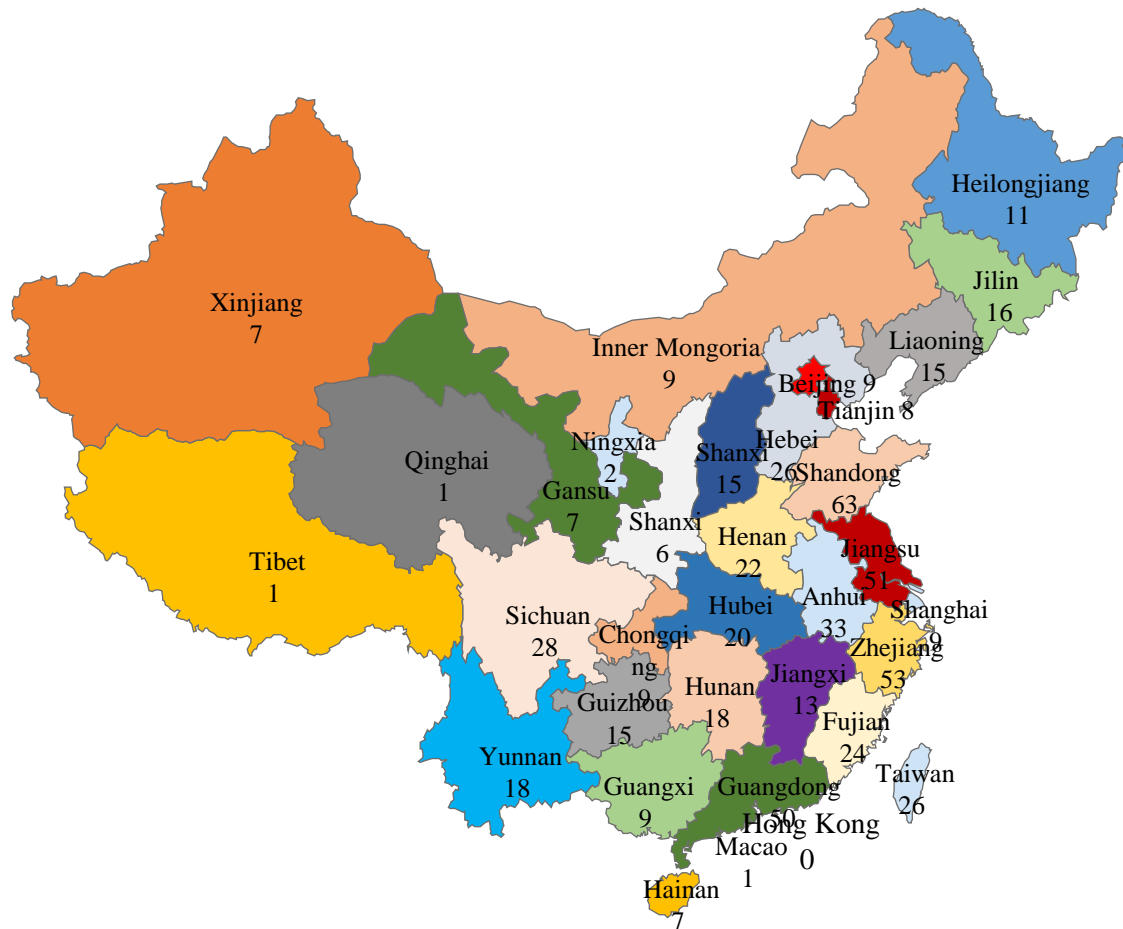 Heilongjiang
11
Jilin
16
Xinjiang
7
Liaoning
15
Inner Mongoria
9
Beijing 9
Tianjin 8
Ningxia
2
Hebei
26
Shanxi
15
Shandong
63
Qinghai
1
Gansu
7
Shanxi
6
Henan
22
Jiangsu
51
Tibet
1
Anhui
33
Shanghai
9
Sichuan
28
Hubei
20
Chongqi
ng
9
Zhejiang
53
Jiangxi
13
Hunan
18
Guizhou
15
Fujian
24
Yunnan
18
Taiwan
26
Guangxi
9
Guangdong
50
Hong Kong
0
Macao
1
Hainan
7